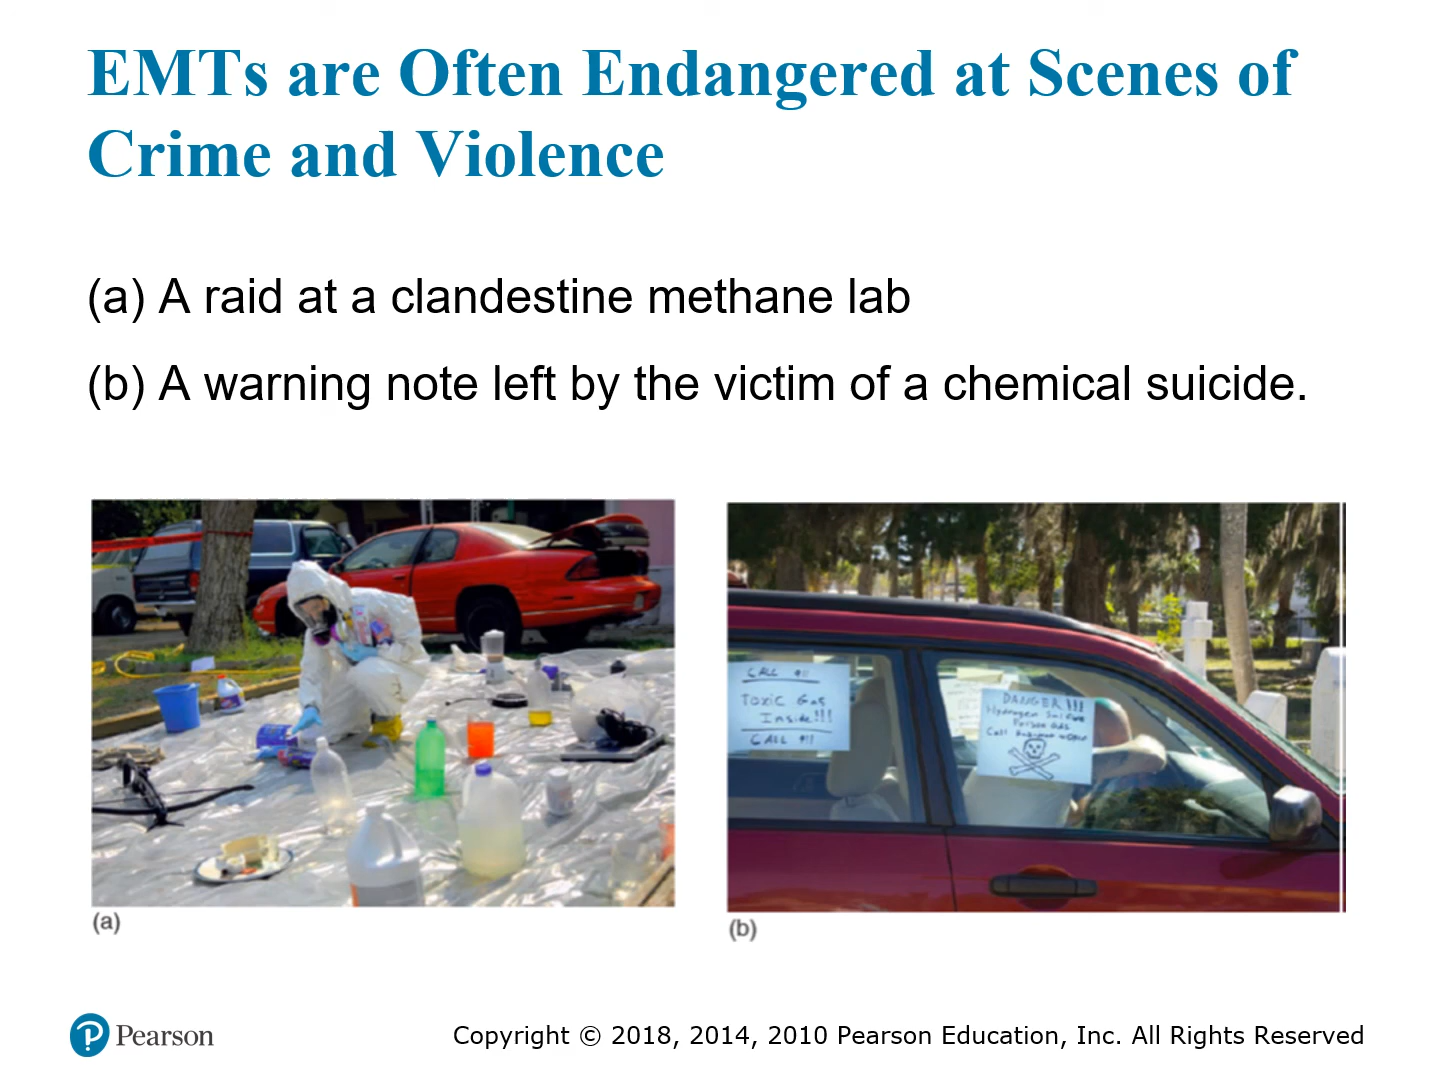 EMTs are Often Endangered at Scenes of
Crime and Violence
(a) A raid at a clandestine methane lab
(b) A warning note left by the victim of a chemical suicide.
CALL 911
Toxic Gas
Inside!!!
CALL 911
DANGER!!!
Hydrogen
Poison Gas
Call
(a)
(b)
Pearson
Copyright © 2018, 2014, 2010 Pearson Education, Inc. All Rights Reserved